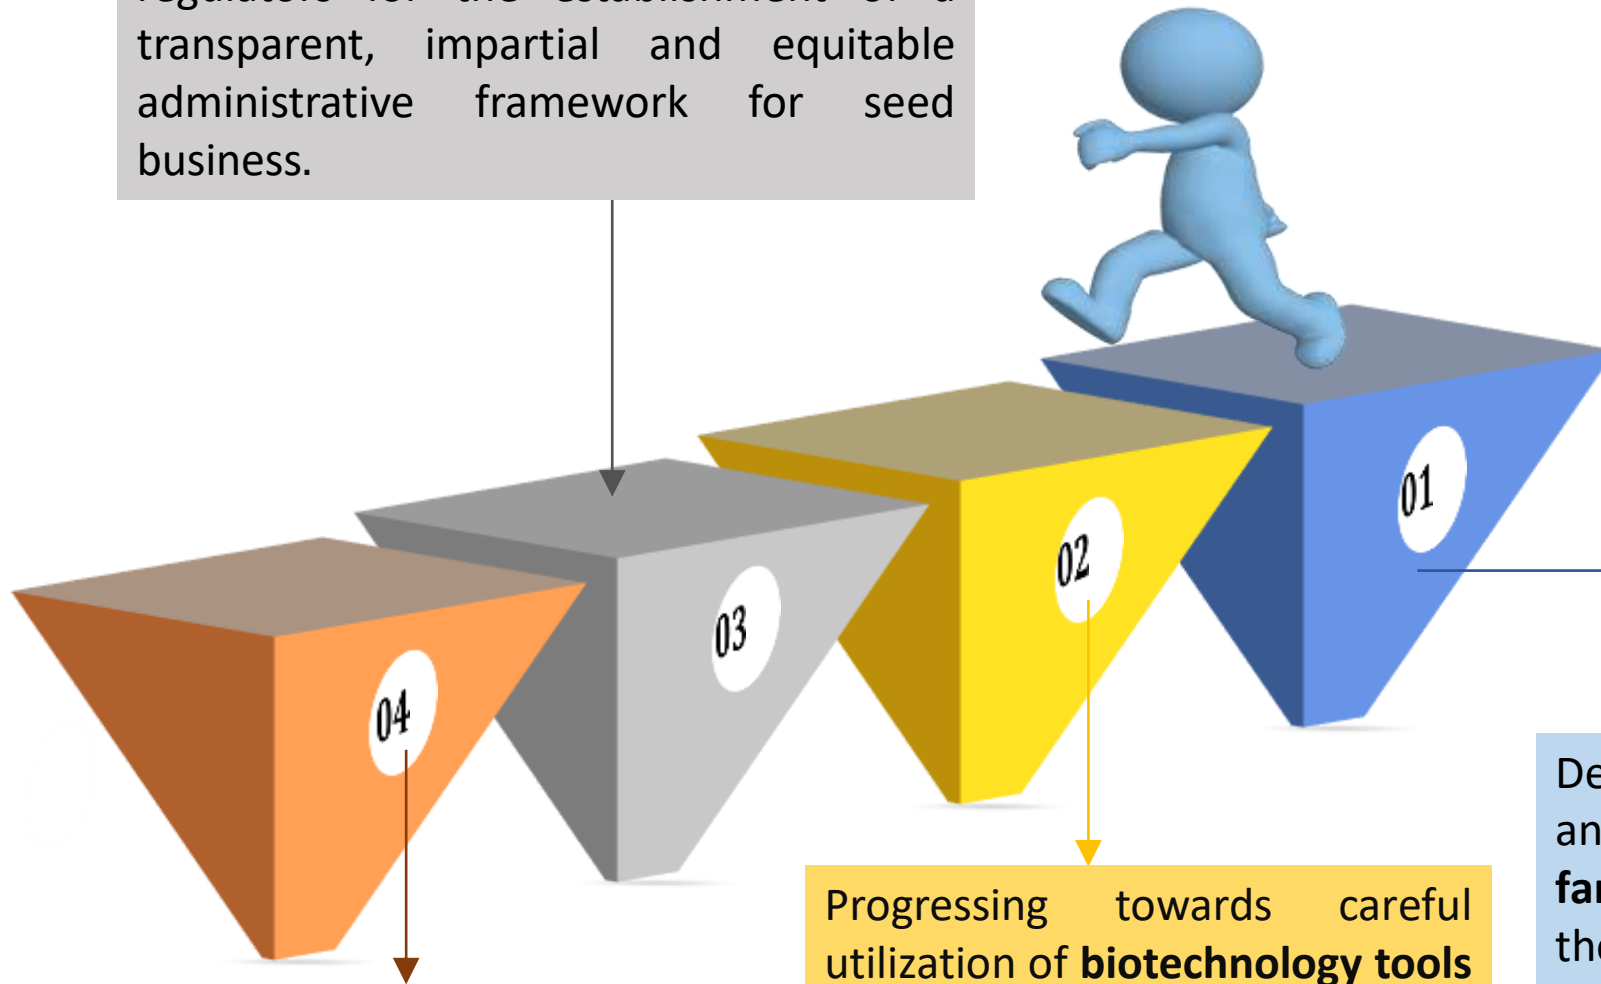 transparent, impartial and equitable
administrative framework for seed
business.
01
02
03
04
Progressing towards careful
utilization of biotechnology tools